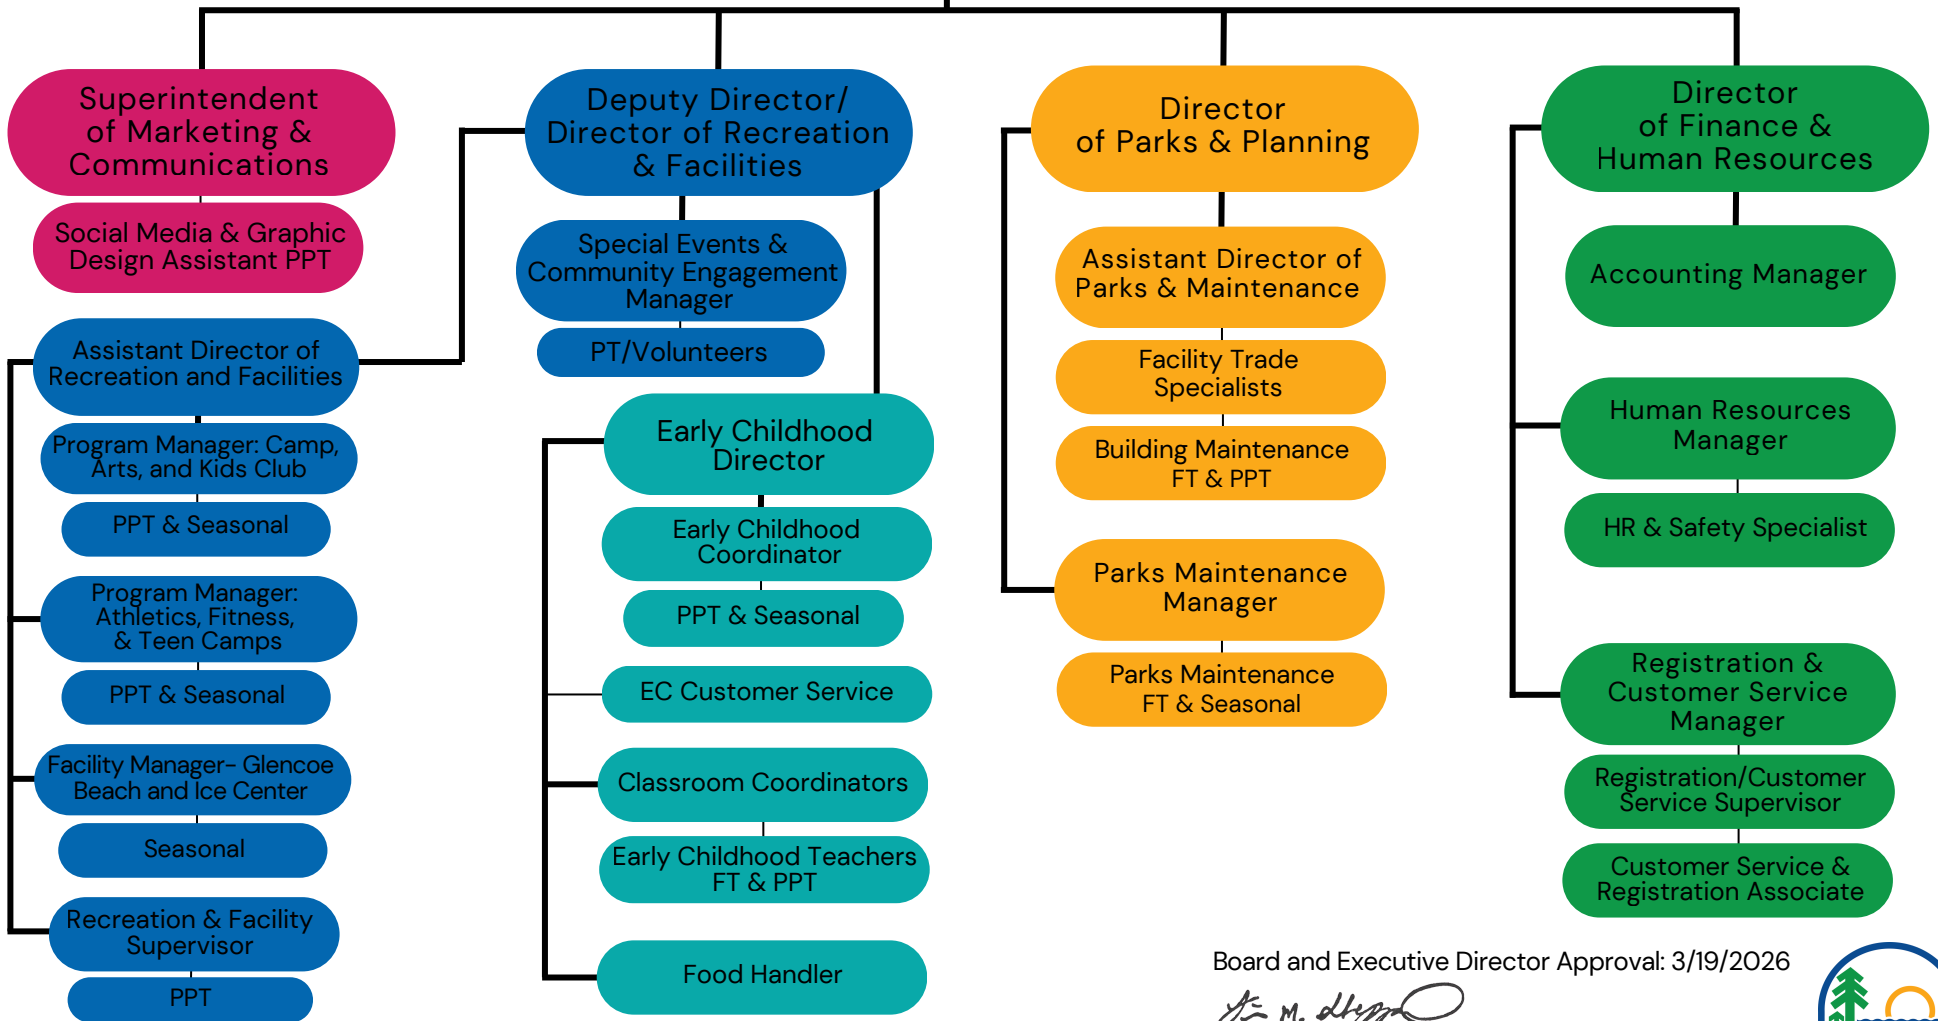 Superintendent
of Marketing &
Communications
Social Media & Graphic
Design Assistant PPT
Deputy Director/
Director of Recreation
& Facilities
Special Events &
Community Engagement
Manager
PT/Volunteers
Assistant Director of
Recreation and Facilities
Program Manager: Camp,
Arts, and Kids Club
PPT & Seasonal
Program Manager:
Athletics, Fitness,
& Teen Camps
PPT & Seasonal
Facility Manager- Glencoe
Beach and Ice Center
Seasonal
Recreation & Facility
Supervisor
PPT
Early Childhood
Director
Early Childhood
Coordinator
PPT & Seasonal
EC Customer Service
Classroom Coordinators
Early Childhood Teachers
FT & PPT
Food Handler
Director
of Parks & Planning
Assistant Director of
Parks & Maintenance
Facility Trade
Specialists
Building Maintenance
FT & PPT
Parks Maintenance
Manager
Parks Maintenance
FT & Seasonal
Director
of Finance &
Human Resources
Accounting Manager
Human Resources
Manager
HR & Safety Specialist
Registration &
Customer Service
Manager
Registration/Customer
Service Supervisor
Customer Service &
Registration Associate
Board and Executive Director Approval: 3/19/2026